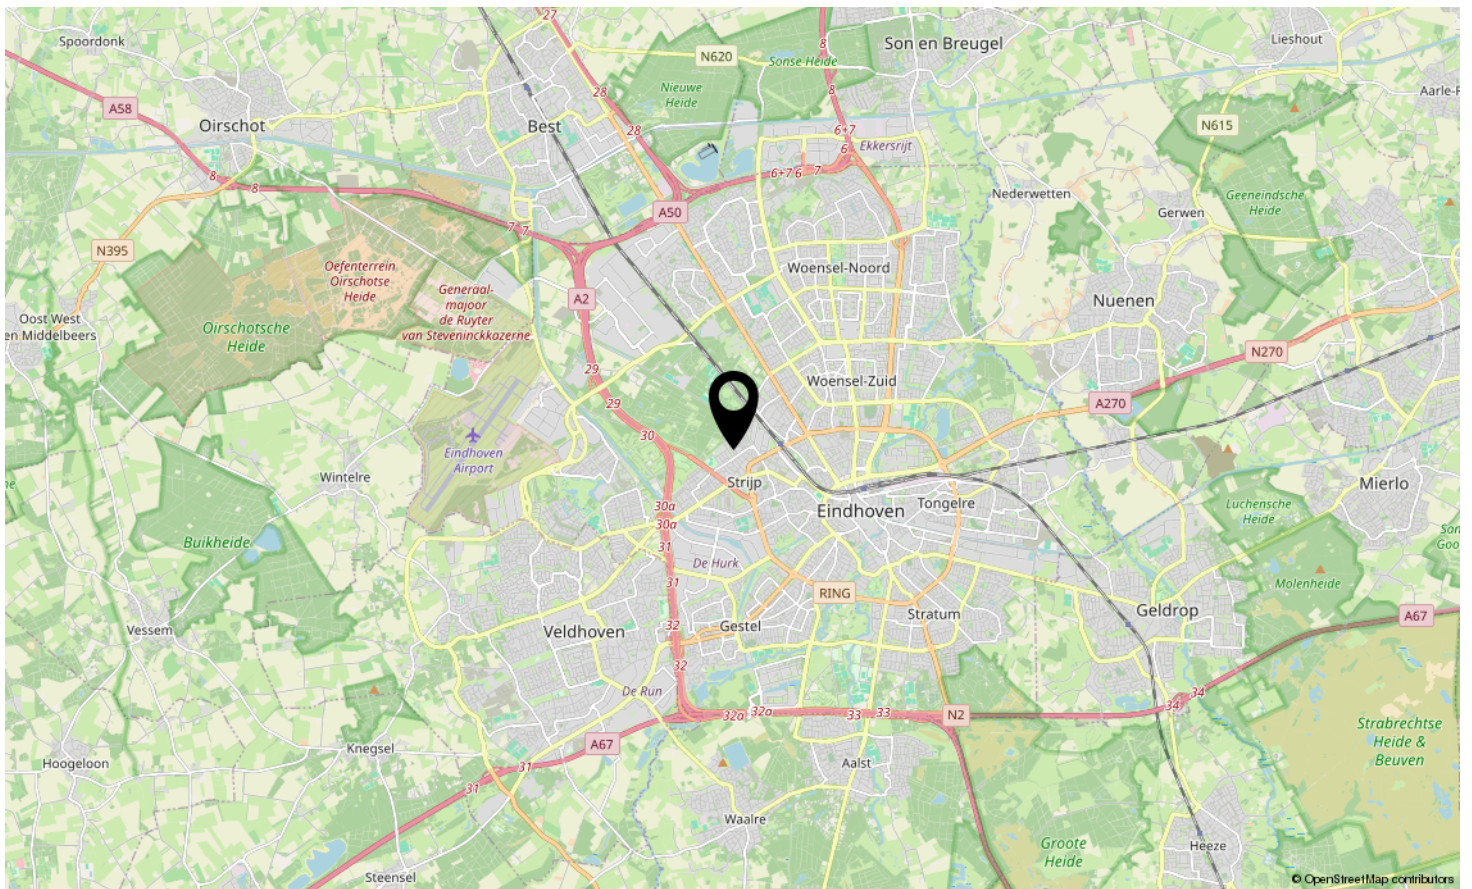 27
Spoordonk
Son en Breugel
Lieshout
8
N620
Sonse Heide
Nieuwe
Heide
28
8
Aarle-R
A58
Oirschot
Best
28
6+7
N615
6
Ekkersrijt
6+7 6
7
8
8
Nederwetten
Geeneindsche
Heide
Gerwen
A50
7
7
N395
Oefenterrein
Oirschotse
Heide
Woensel-Noord
Generaal-
majoor
de Ruyter
van Steveninckkazerne
A2
Nuenen
Oost West
en Middelbeers
Oirschotsche
Heide
N270
29
Woensel-Zuid
29
A270
30
Eindhoven
Airport
Wintelre
he
Strijp
Mierlo
30a
Eindhoven
Tongelre
Luchensche
Heide
30a
31
Buikheide
San
Goo
De Hurk
31
Molenheide
RING
Geldrop
Stratum
A67
Vessem
Veldhoven
32
Gestel
32
De Run
34
34
32a
32a
33
33
N2
Strabrechtse
Heide &
Beuven
Knegsel
A67
Hoogeloon
31
Aalst
31
Waalre
Groote
Heide
Heeze
Steensel
© OpenStreetMap contributors